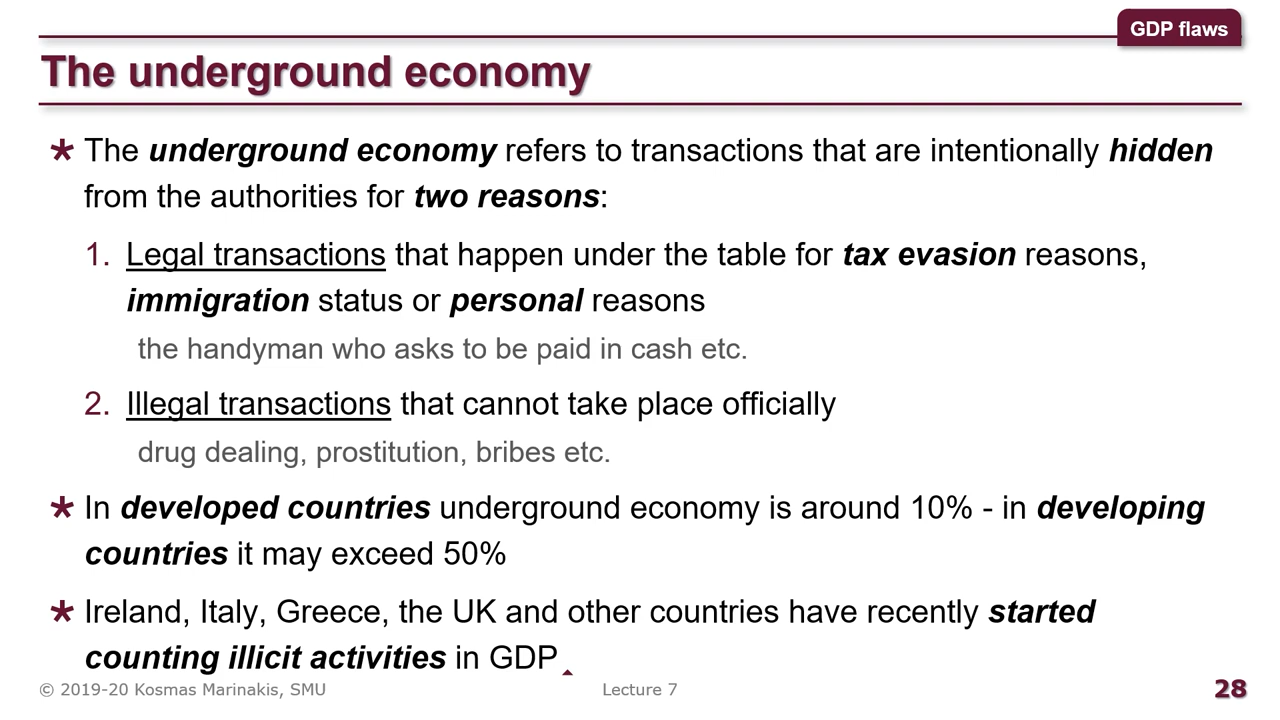 GDP flaws
The underground economy
* The underground economy refers to transactions that are intentionally hidden
from the authorities for two reasons:
1. Legal transactions that happen under the table for tax evasion reasons,
immigration status or personal reasons
the handyman who asks to be paid in cash etc.
2. Illegal transactions that cannot take place officially
drug dealing, prostitution, bribes etc.
* In developed countries underground economy is around 10% - in developing
countries it may exceed 50%
* Ireland, Italy, Greece, the UK and other countries have recently started
counting illicit activities in GDP
© 2019-20 Kosmas Marinakis, SMU
Lecture 7
28